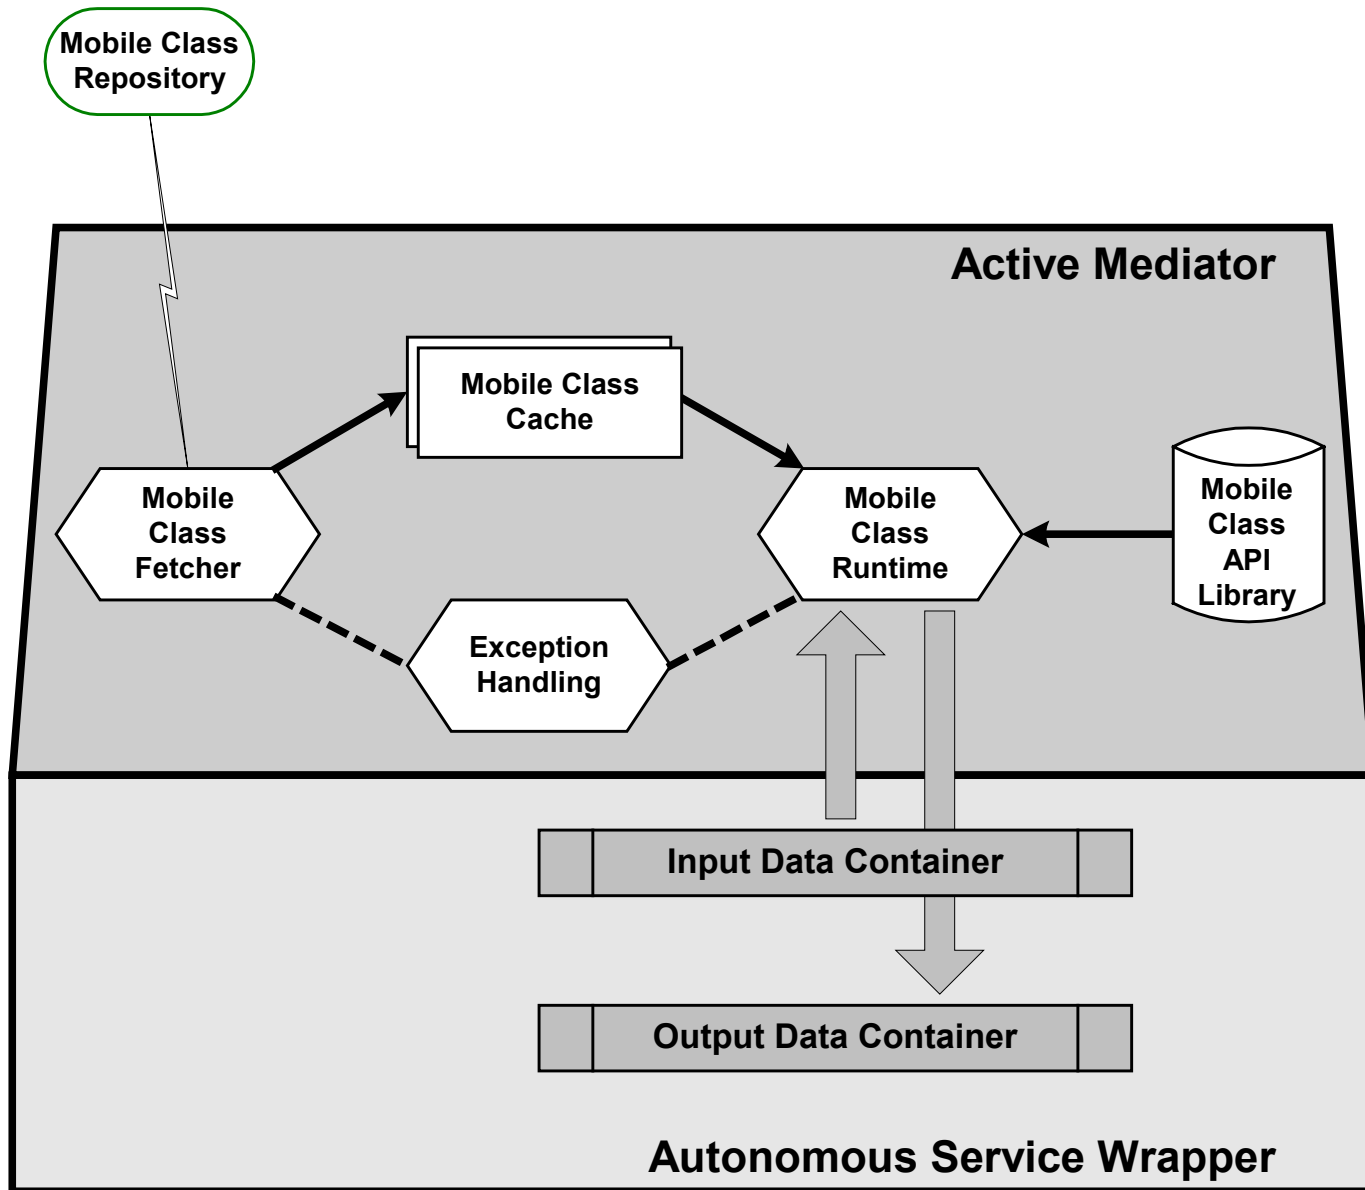 Mobile Class
Repository
Active Mediator
Mobile Class
Cache
Mobile
Class
Fetcher
Mobile
Class
Runtime
Mobile
Class
API
Library
Exception
Handling
Input Data Container
Output Data Container
Autonomous Service Wrapper